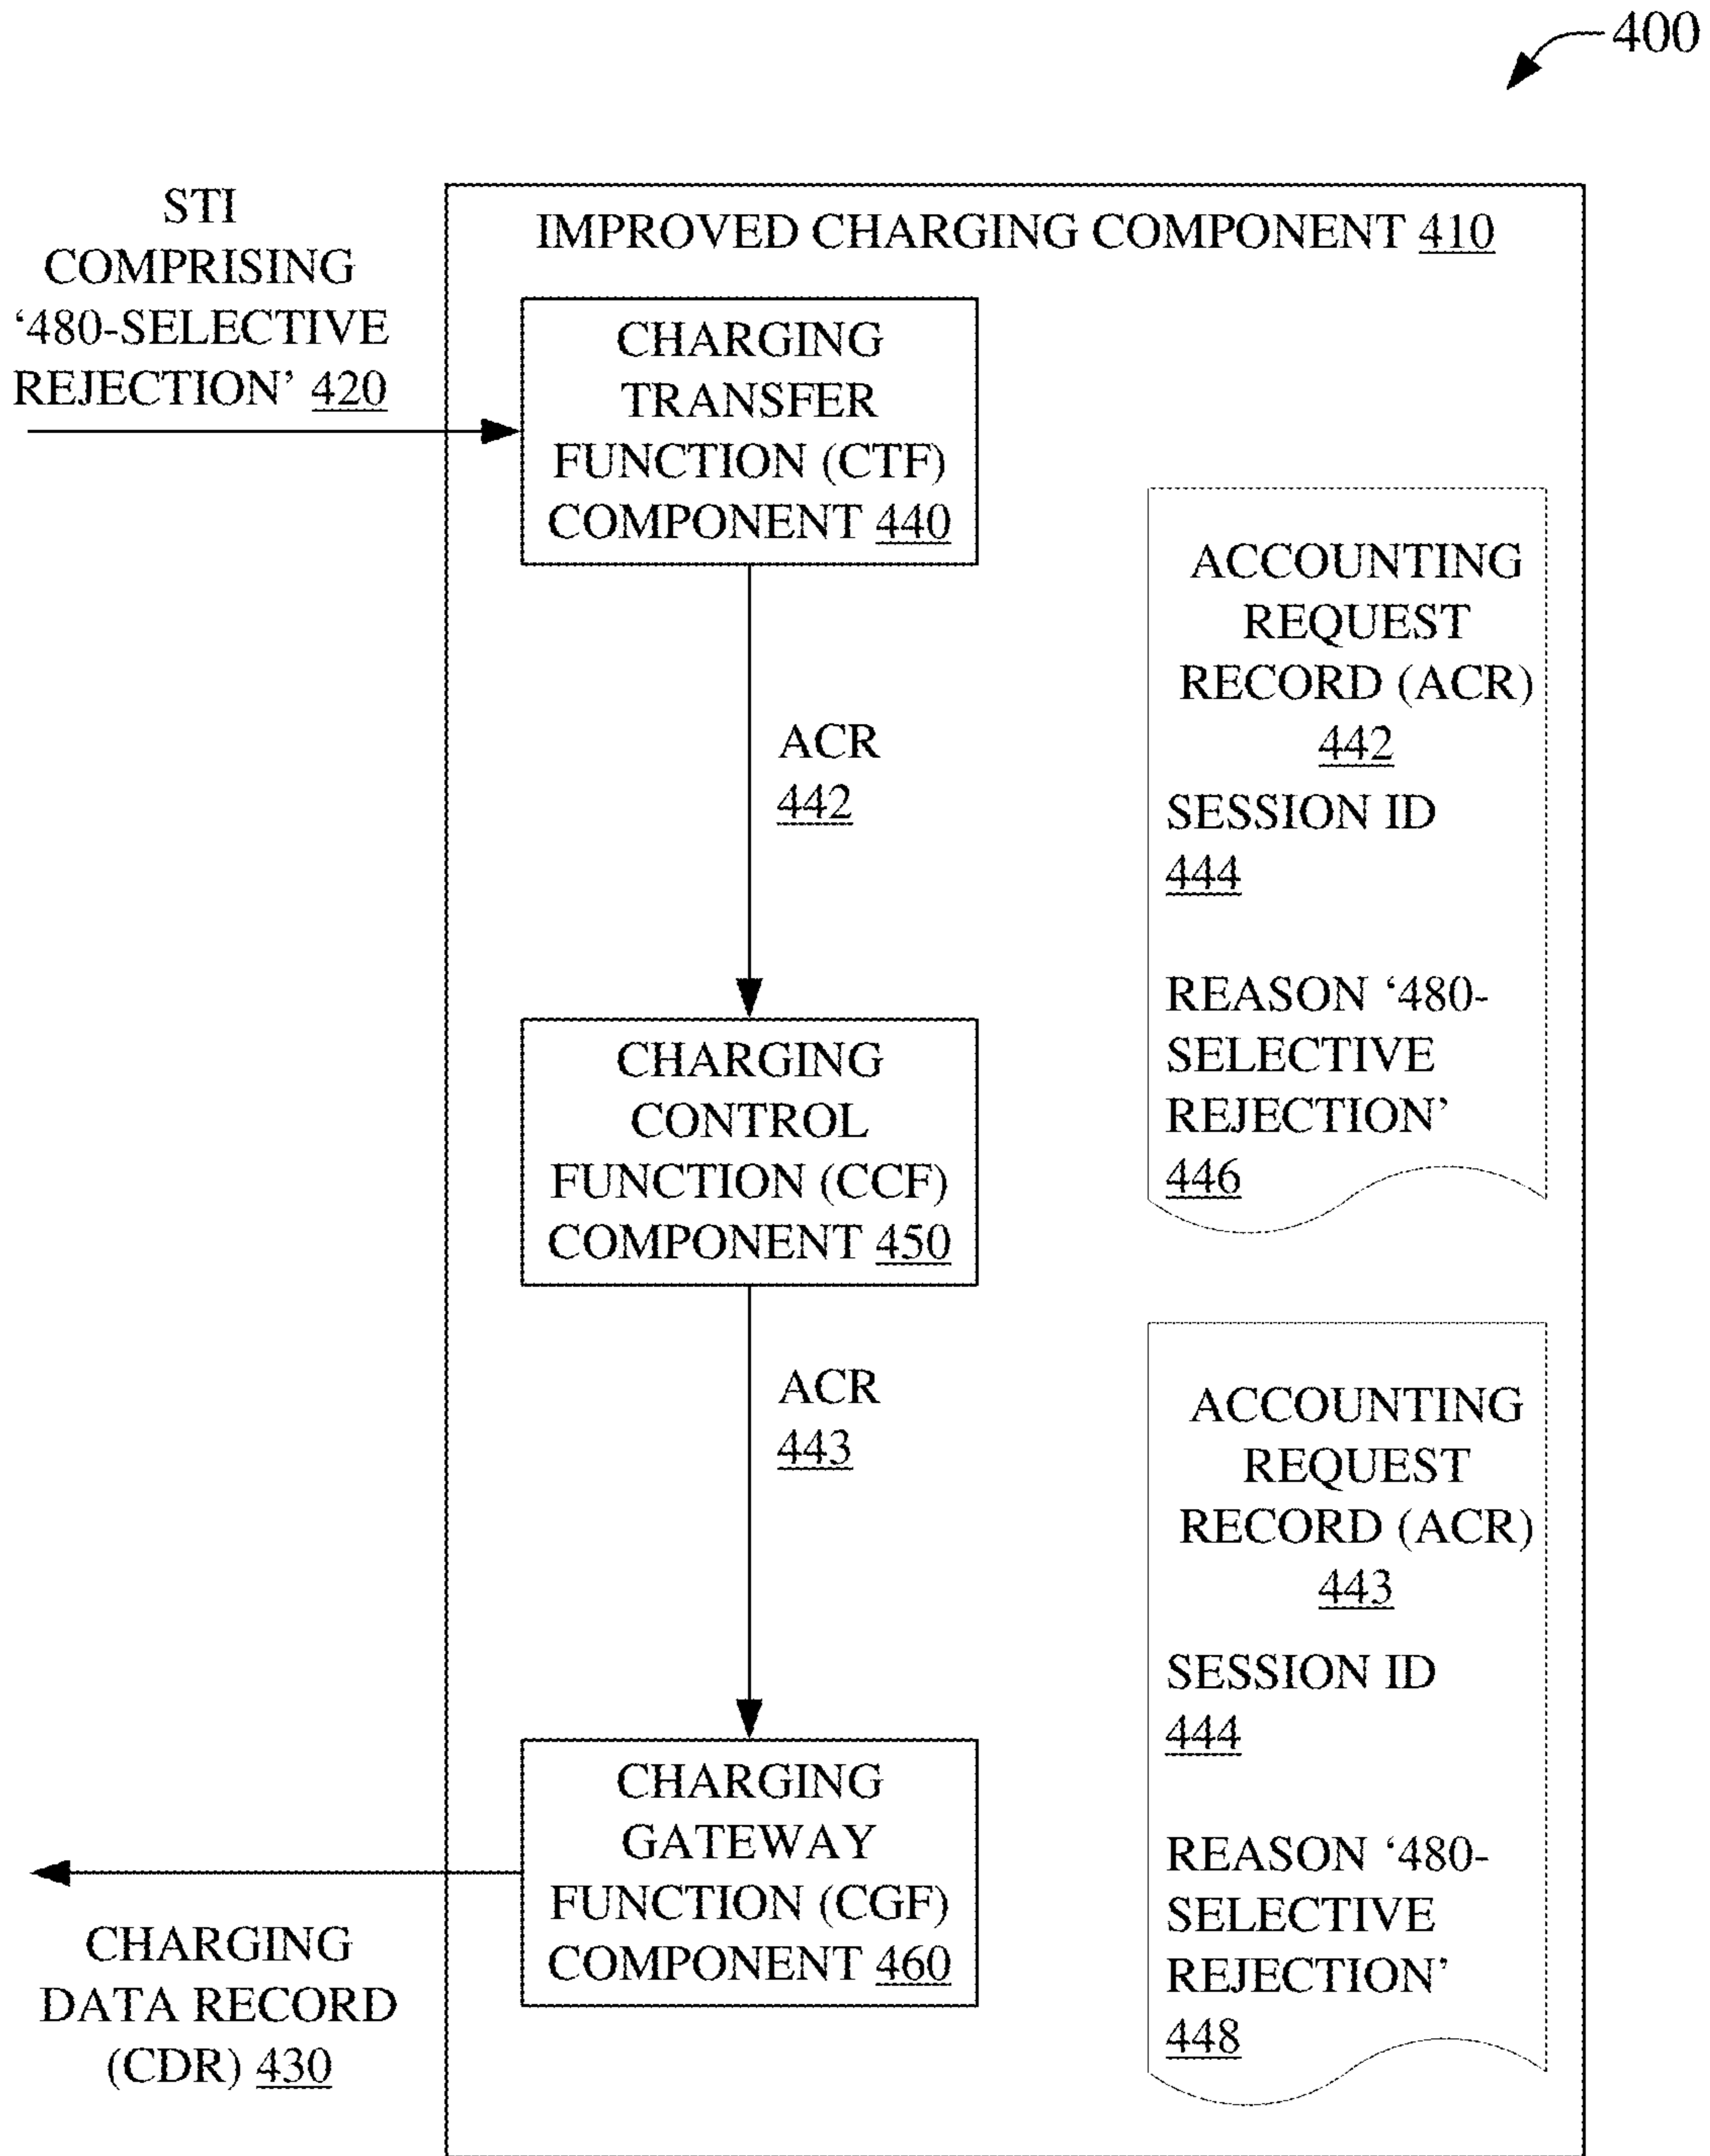 400
STI
COMPRISING
‘480-SELECTIVE
REJECTION’ 420
IMPROVED CHARGING COMPONENT 410
CHARGING
TRANSFER
FUNCTION (CTF)
COMPONENT 440
ACR
442
ACCOUNTING
REQUEST
RECORD (ACR)
442
SESSION ID
444
REASON ‘480-
SELECTIVE
REJECTION’
446
CHARGING
CONTROL
FUNCTION (CCF)
COMPONENT 450
ACR
443
ACCOUNTING
REQUEST
RECORD (ACR)
443
SESSION ID
444
REASON ‘480-
SELECTIVE
REJECTION’
448
CHARGING
GATEWAY
FUNCTION (CGF)
COMPONENT 460
CHARGING
DATA RECORD
(CDR) 430